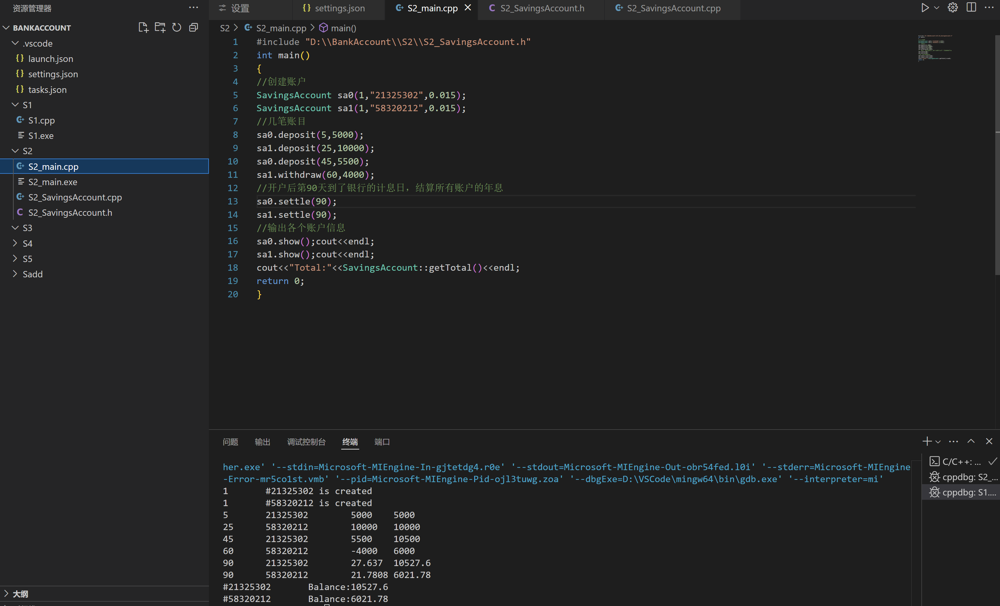 资源管理器
BANKACCOUNT
.vscode
{} launch.json
{} settings.json
{} tasks.json
S1
S1.cpp
S1.exe
S2
S2_main.cpp
S2_main.exe
S2_SavingsAccount.cpp
C S2_SavingsAccount.h
S3
S4
S5
Sadd
大纲
设置
{} settings.json
S2_main.cpp
C S2_SavingsAccount.h
S2_SavingsAccount.cpp
S2 > S2_main.cpp > main()
1 #include "D:\\BankAccount\\S2\\S2_SavingsAccount.h"
2 int main()
3 {
4 //创建账户
5 SavingsAccount sa0(1,"21325302",0.015);
6 SavingsAccount sa1(1,"58320212",0.015);
7 //几笔账目
8 sa0.deposit(5,5000);
9 sa1.deposit(25,10000);
10 sa0.deposit(45,5500);
11 sa1.withdraw(60,4000);
12 //开户后第90天到了银行的计息日，结算所有账户的年息
13 sa0.settle(90);
14 sa1.settle(90);
15 //输出各个账户信息
16 sa0.show();cout<<endl;
17 sa1.show();cout<<endl;
18 cout<<"Total:"<<SavingsAccount::getTotal()<<endl;
19 return 0;
20 }
问题 输出 调试控制台 终端 端口
her.exe' '--stdin=Microsoft-MIEngine-In-gjtetdg4.r0e' '--stdout=Microsoft-MIEngine-Out-obr54fed.l0i' '--stderr=Microsoft-MIEngine
-Error-mr5co1st.vmb' '--pid=Microsoft-MIEngine-Pid-ojl3tuwg.zoa' '--dbgExe=D:\VSCode\mingw64\bin\gdb.exe' '--interpreter=mi'
1 #21325302 is created
1 #58320212 is created
5 21325302 5000 5000
25 58320212 10000 10000
45 21325302 5500 10500
60 58320212 -4000 6000
90 21325302 27.637 10527.6
90 58320212 21.7808 6021.78
#21325302 Balance:10527.6
#58320212 Balance:6021.78
C/C++: ...
cppdbg: S2_...
cppdbg: S1....